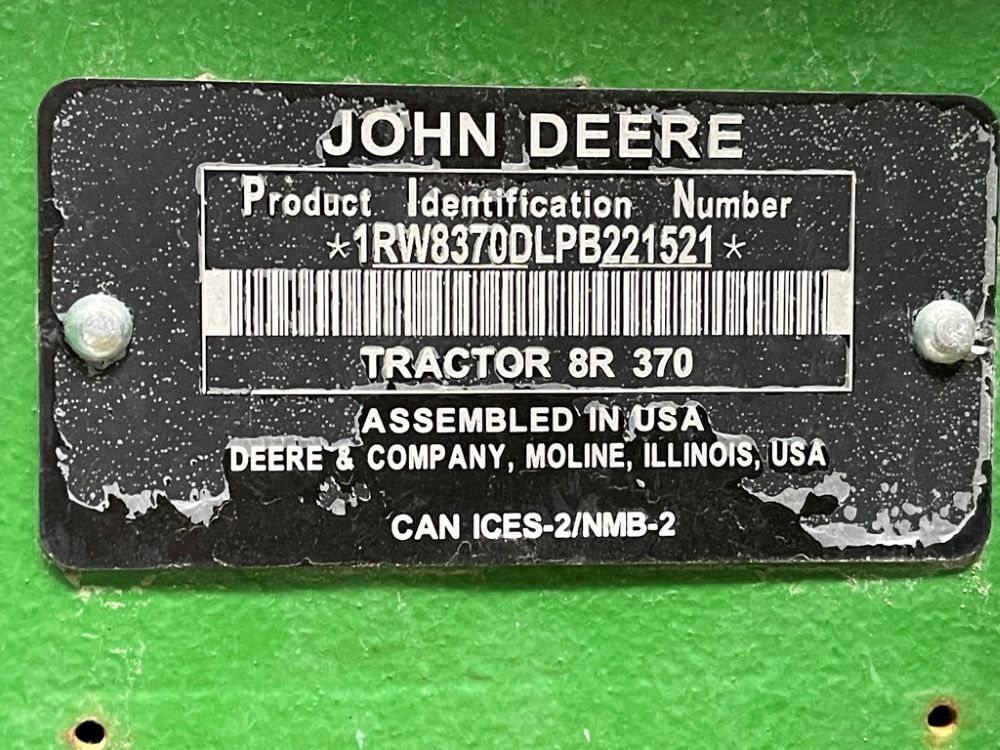 JOHN DEERE
Product Identification Number
*1RW8370DLPB221521*
TRACTOR 8R 370
ASSEMBLED IN USA
DEERE & COMPANY, MOLINE, ILLINOIS, USA
CAN ICES-2/NMB-2